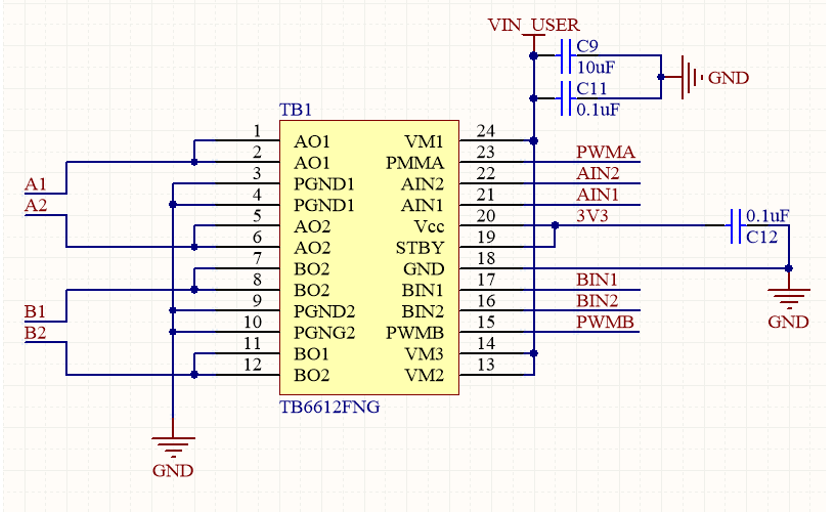 VIN_USER
C9
10uF
GND
C11
0.1uF
TB1
1 AO1 VM1 24
2 AO1 PMMA 23 PWMA
3 PGND1 AIN2 22 AIN2
A1
4 PGND1 AIN1 21 AIN1
A2
5 AO2 Vcc 20 3V3
0.1uF
C12
6 AO2 STBY 19
7 BO2 GND 18
8 BO2 BIN1 17 BIN1
9 PGND2 BIN2 16 BIN2
B1
10 PGNG2 PWMB 15 PWMB
B2
GND
11 BO1 VM3 14
12 BO2 VM2 13
TB6612FNG
GND